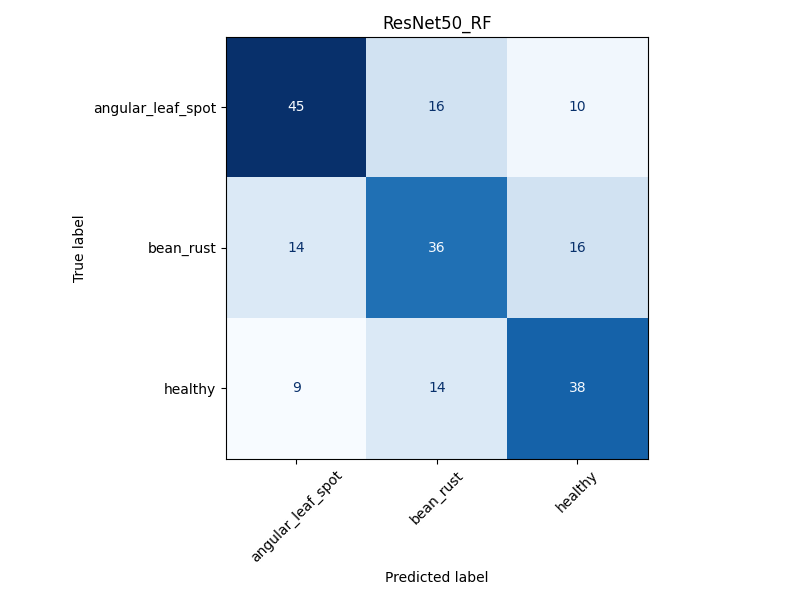 ResNet50_RF
True label
angular_leaf_spot 45 16 10
bean_rust 14 36 16
healthy 9 14 38
angular_leaf_spot bean_rust healthy
Predicted label